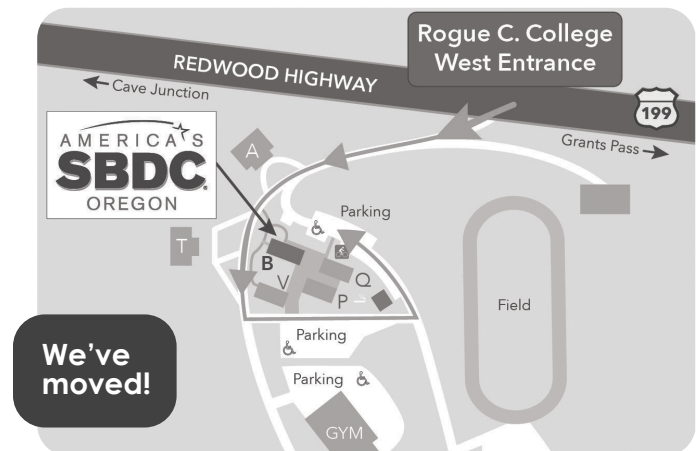 Rogue C. College
West Entrance
REDWOOD HIGHWAY
Cave Junction
199
Grants Pass
AMERICA'S
SBDC
OREGON
A
Parking
T
B
V
Q
P
Field
We've
moved!
Parking
Parking
GYM